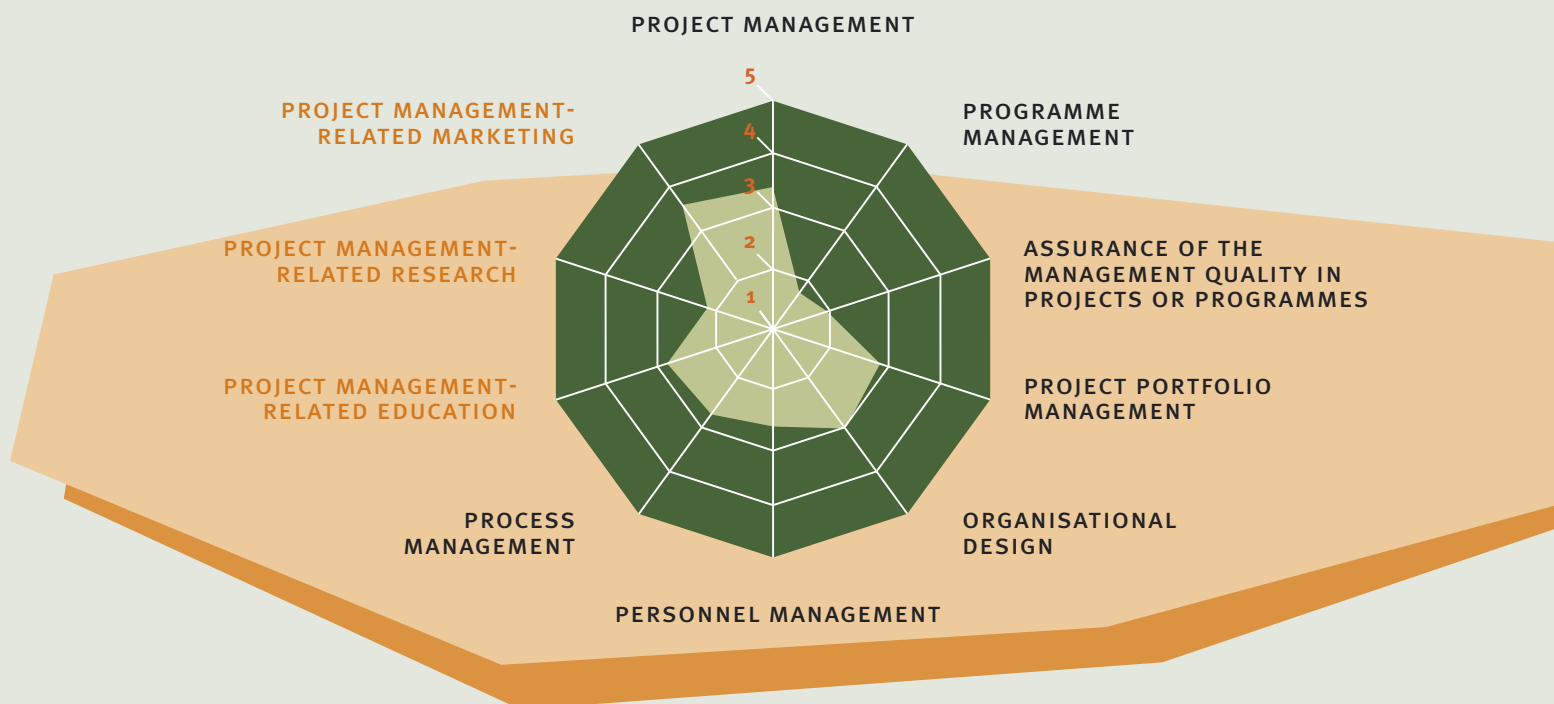 PROJECT MANAGEMENT
5
4
3
2
1
PROJECT MANAGEMENT-
RELATED MARKETING
PROGRAMME
MANAGEMENT
PROJECT MANAGEMENT-
RELATED RESEARCH
ASSURANCE OF THE
MANAGEMENT QUALITY IN
PROJECTS OR PROGRAMMES
PROJECT MANAGEMENT-
RELATED EDUCATION
PROJECT PORTFOLIO
MANAGEMENT
PROCESS
MANAGEMENT
ORGANISATIONAL
DESIGN
PERSONNEL MANAGEMENT